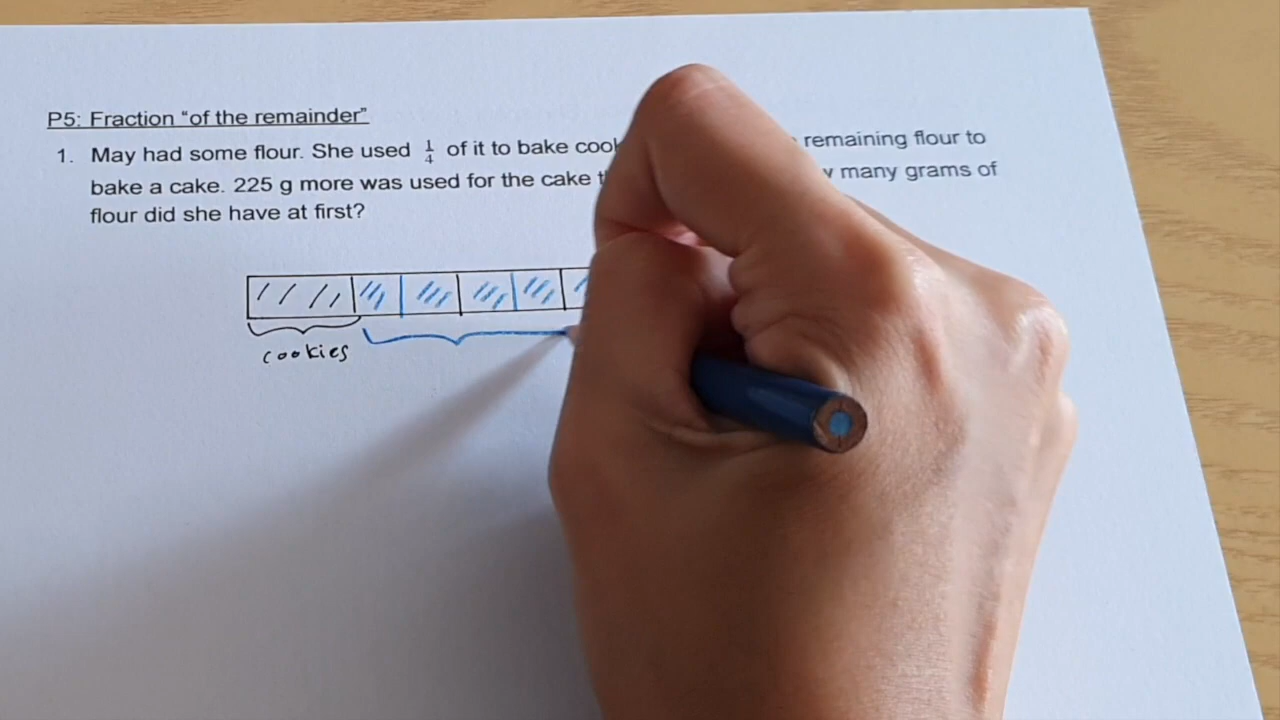 P5: Fraction “of the remainder”
1. May had some flour. She used 1/4 of it to bake remaining flour to
bake a cake. 225 g more was used for the cake many grams of
flour did she have at first?
cookies